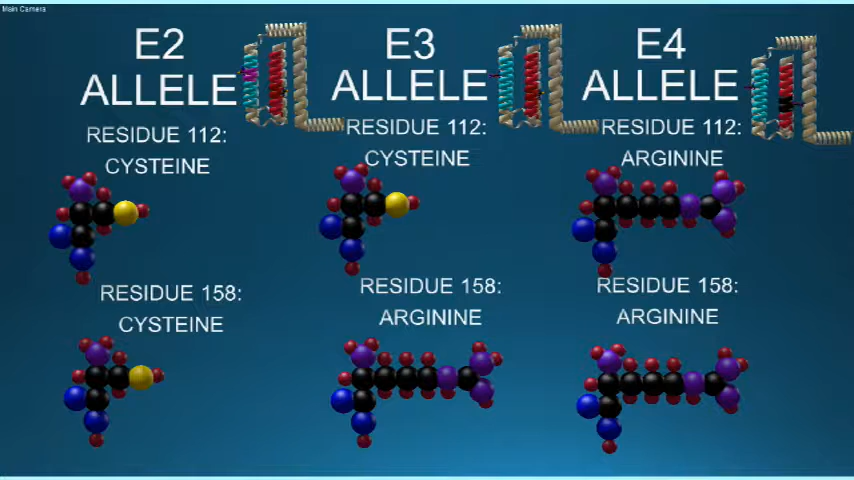 Main Camera
E2
ALLELE
RESIDUE 112:
CYSTEINE
RESIDUE 158:
CYSTEINE
E3
ALLELE
RESIDUE 112:
CYSTEINE
RESIDUE 158:
ARGININE
E4
ALLELE
RESIDUE 112:
ARGININE
RESIDUE 158:
ARGININE